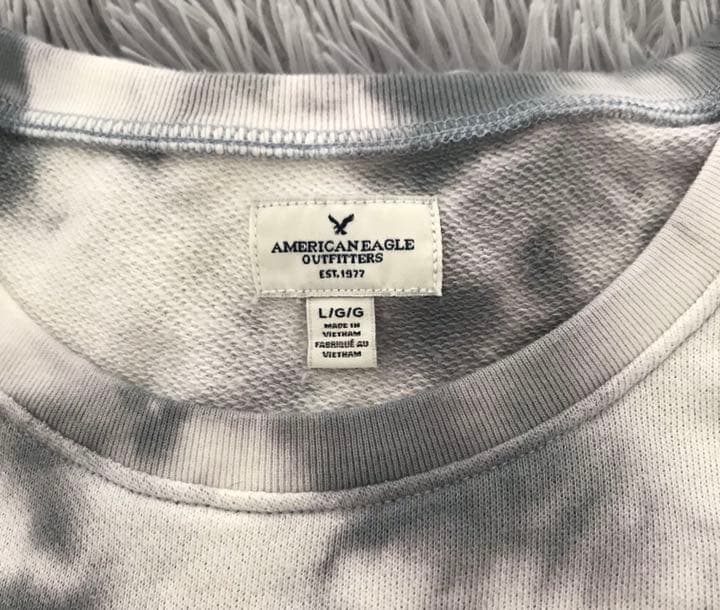 AMERICAN EAGLE
OUTFITTERS
EST. 1977
L/G/G
MADE IN
VIETNAM
FABRIQUÉ AU
VIETNAM